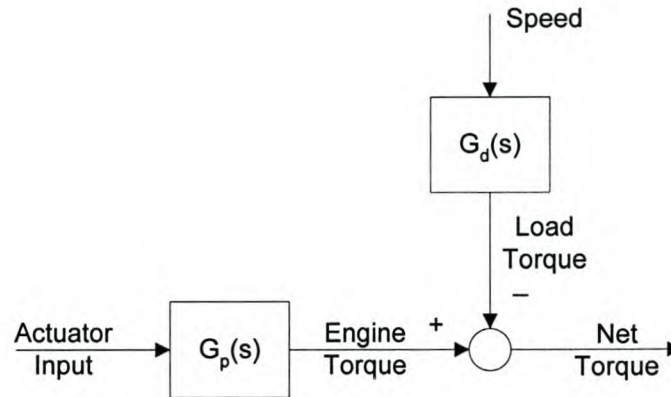 Speed
G_d(s)
Load
Torque
−
Actuator
Input
G_p(s)
Engine
Torque
+
Net
Torque